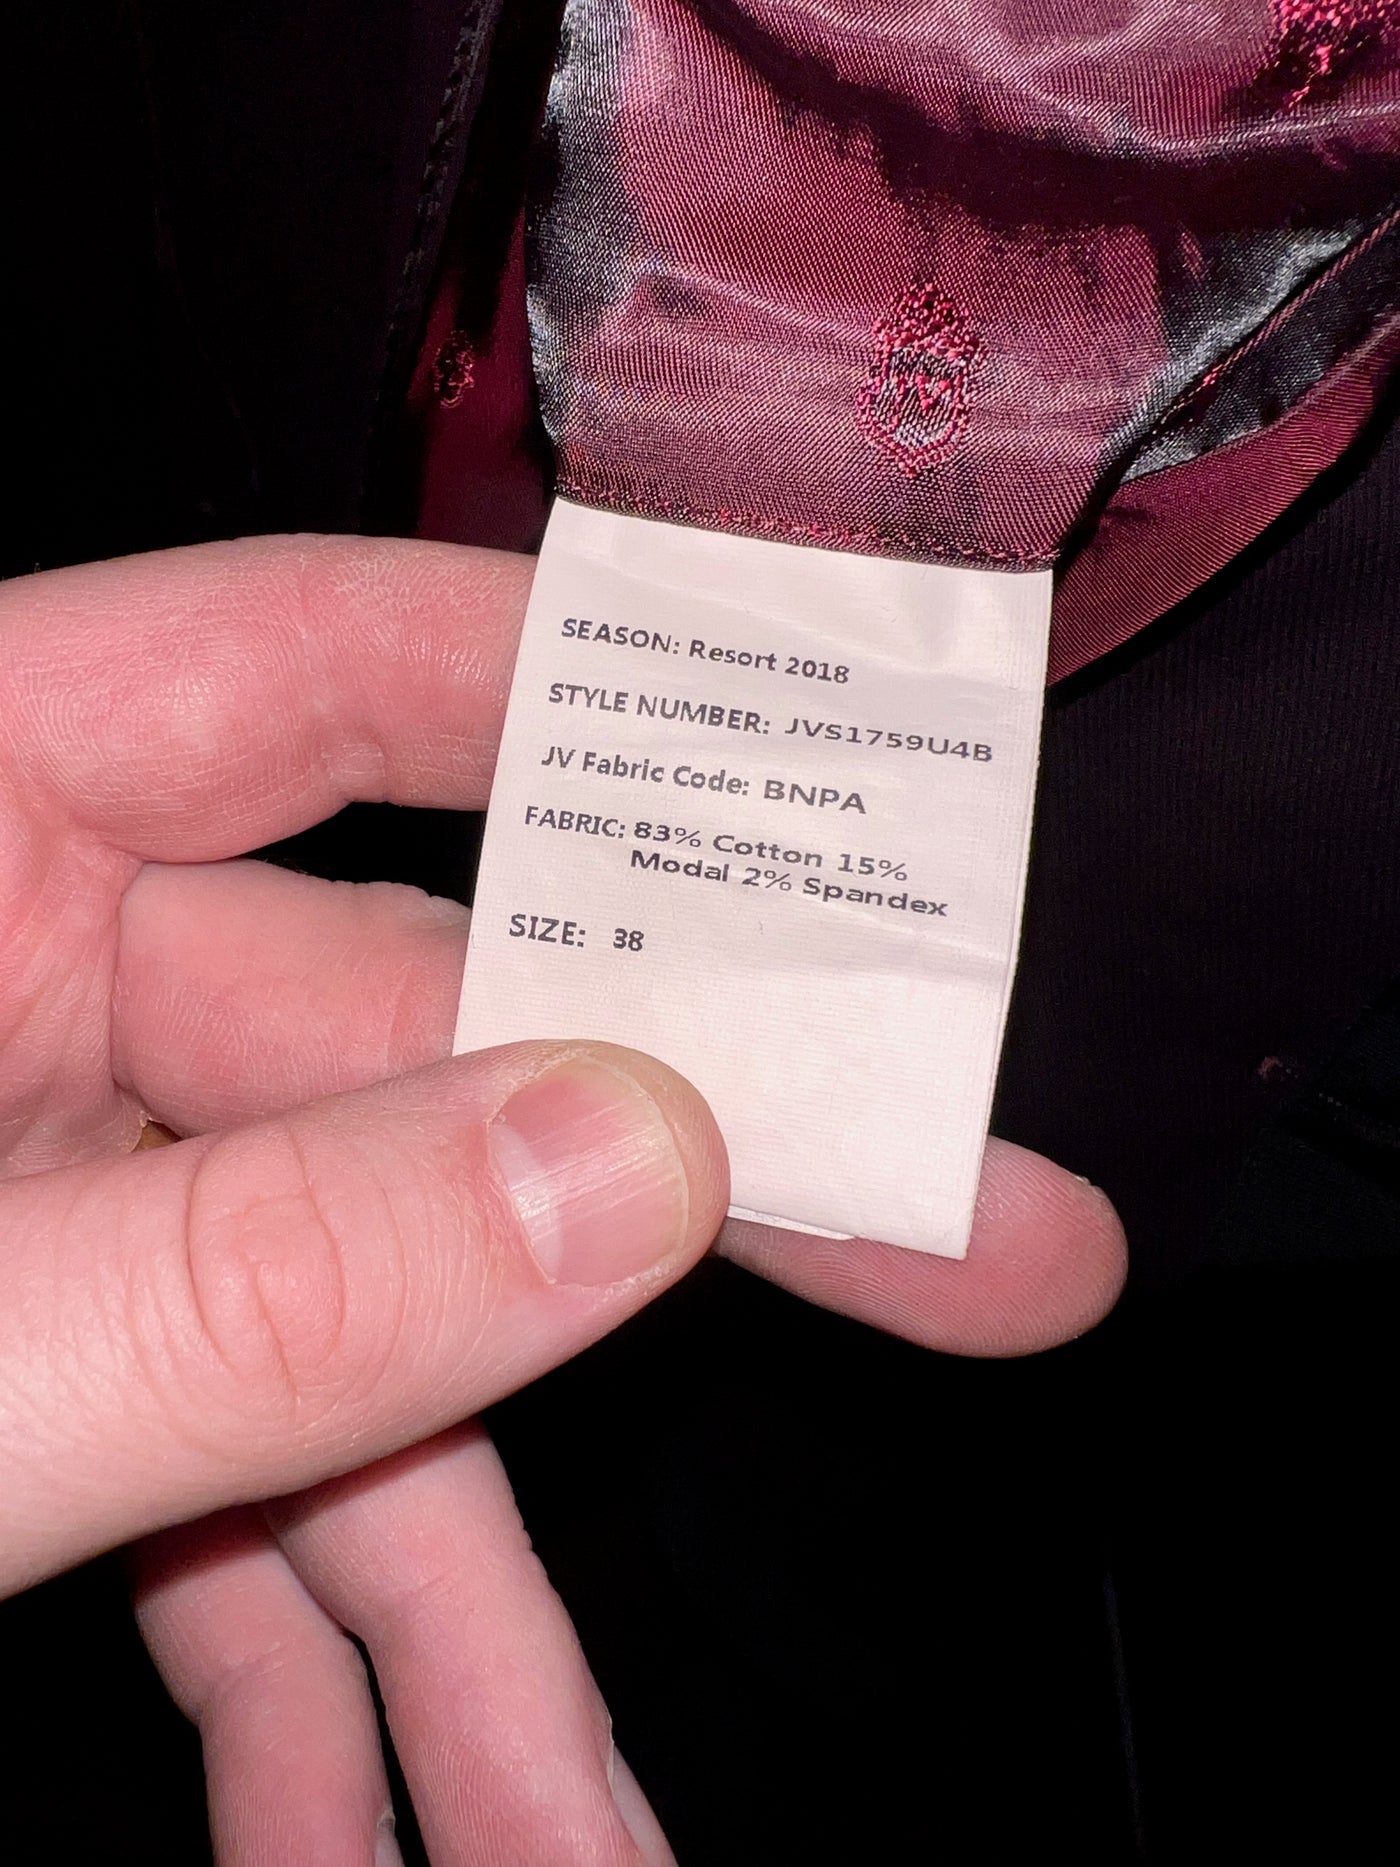 JV
SEASON: Resort 2018
STYLE NUMBER: JVS1759U4B
JV Fabric Code: BNPA
FABRIC: 83% Cotton 15%
Modal 2% Spandex
SIZE: 38